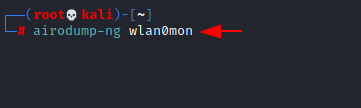 ┌──(root💀kali)-[~]
└─# airodump-ng wlan0mon